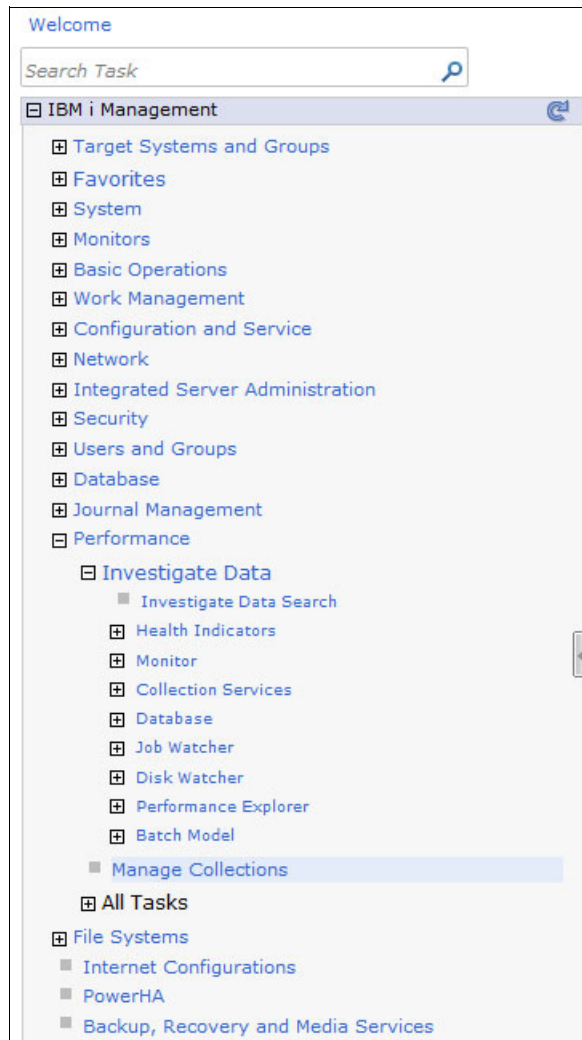 Welcome
Search Task
IBM i Management
Target Systems and Groups
Favorites
System
Monitors
Basic Operations
Work Management
Configuration and Service
Network
Integrated Server Administration
Security
Users and Groups
Database
Journal Management
Performance
Investigate Data
Investigate Data Search
Health Indicators
Monitor
Collection Services
Database
Job Watcher
Disk Watcher
Performance Explorer
Batch Model
Manage Collections
All Tasks
File Systems
Internet Configurations
PowerHA
Backup, Recovery and Media Services